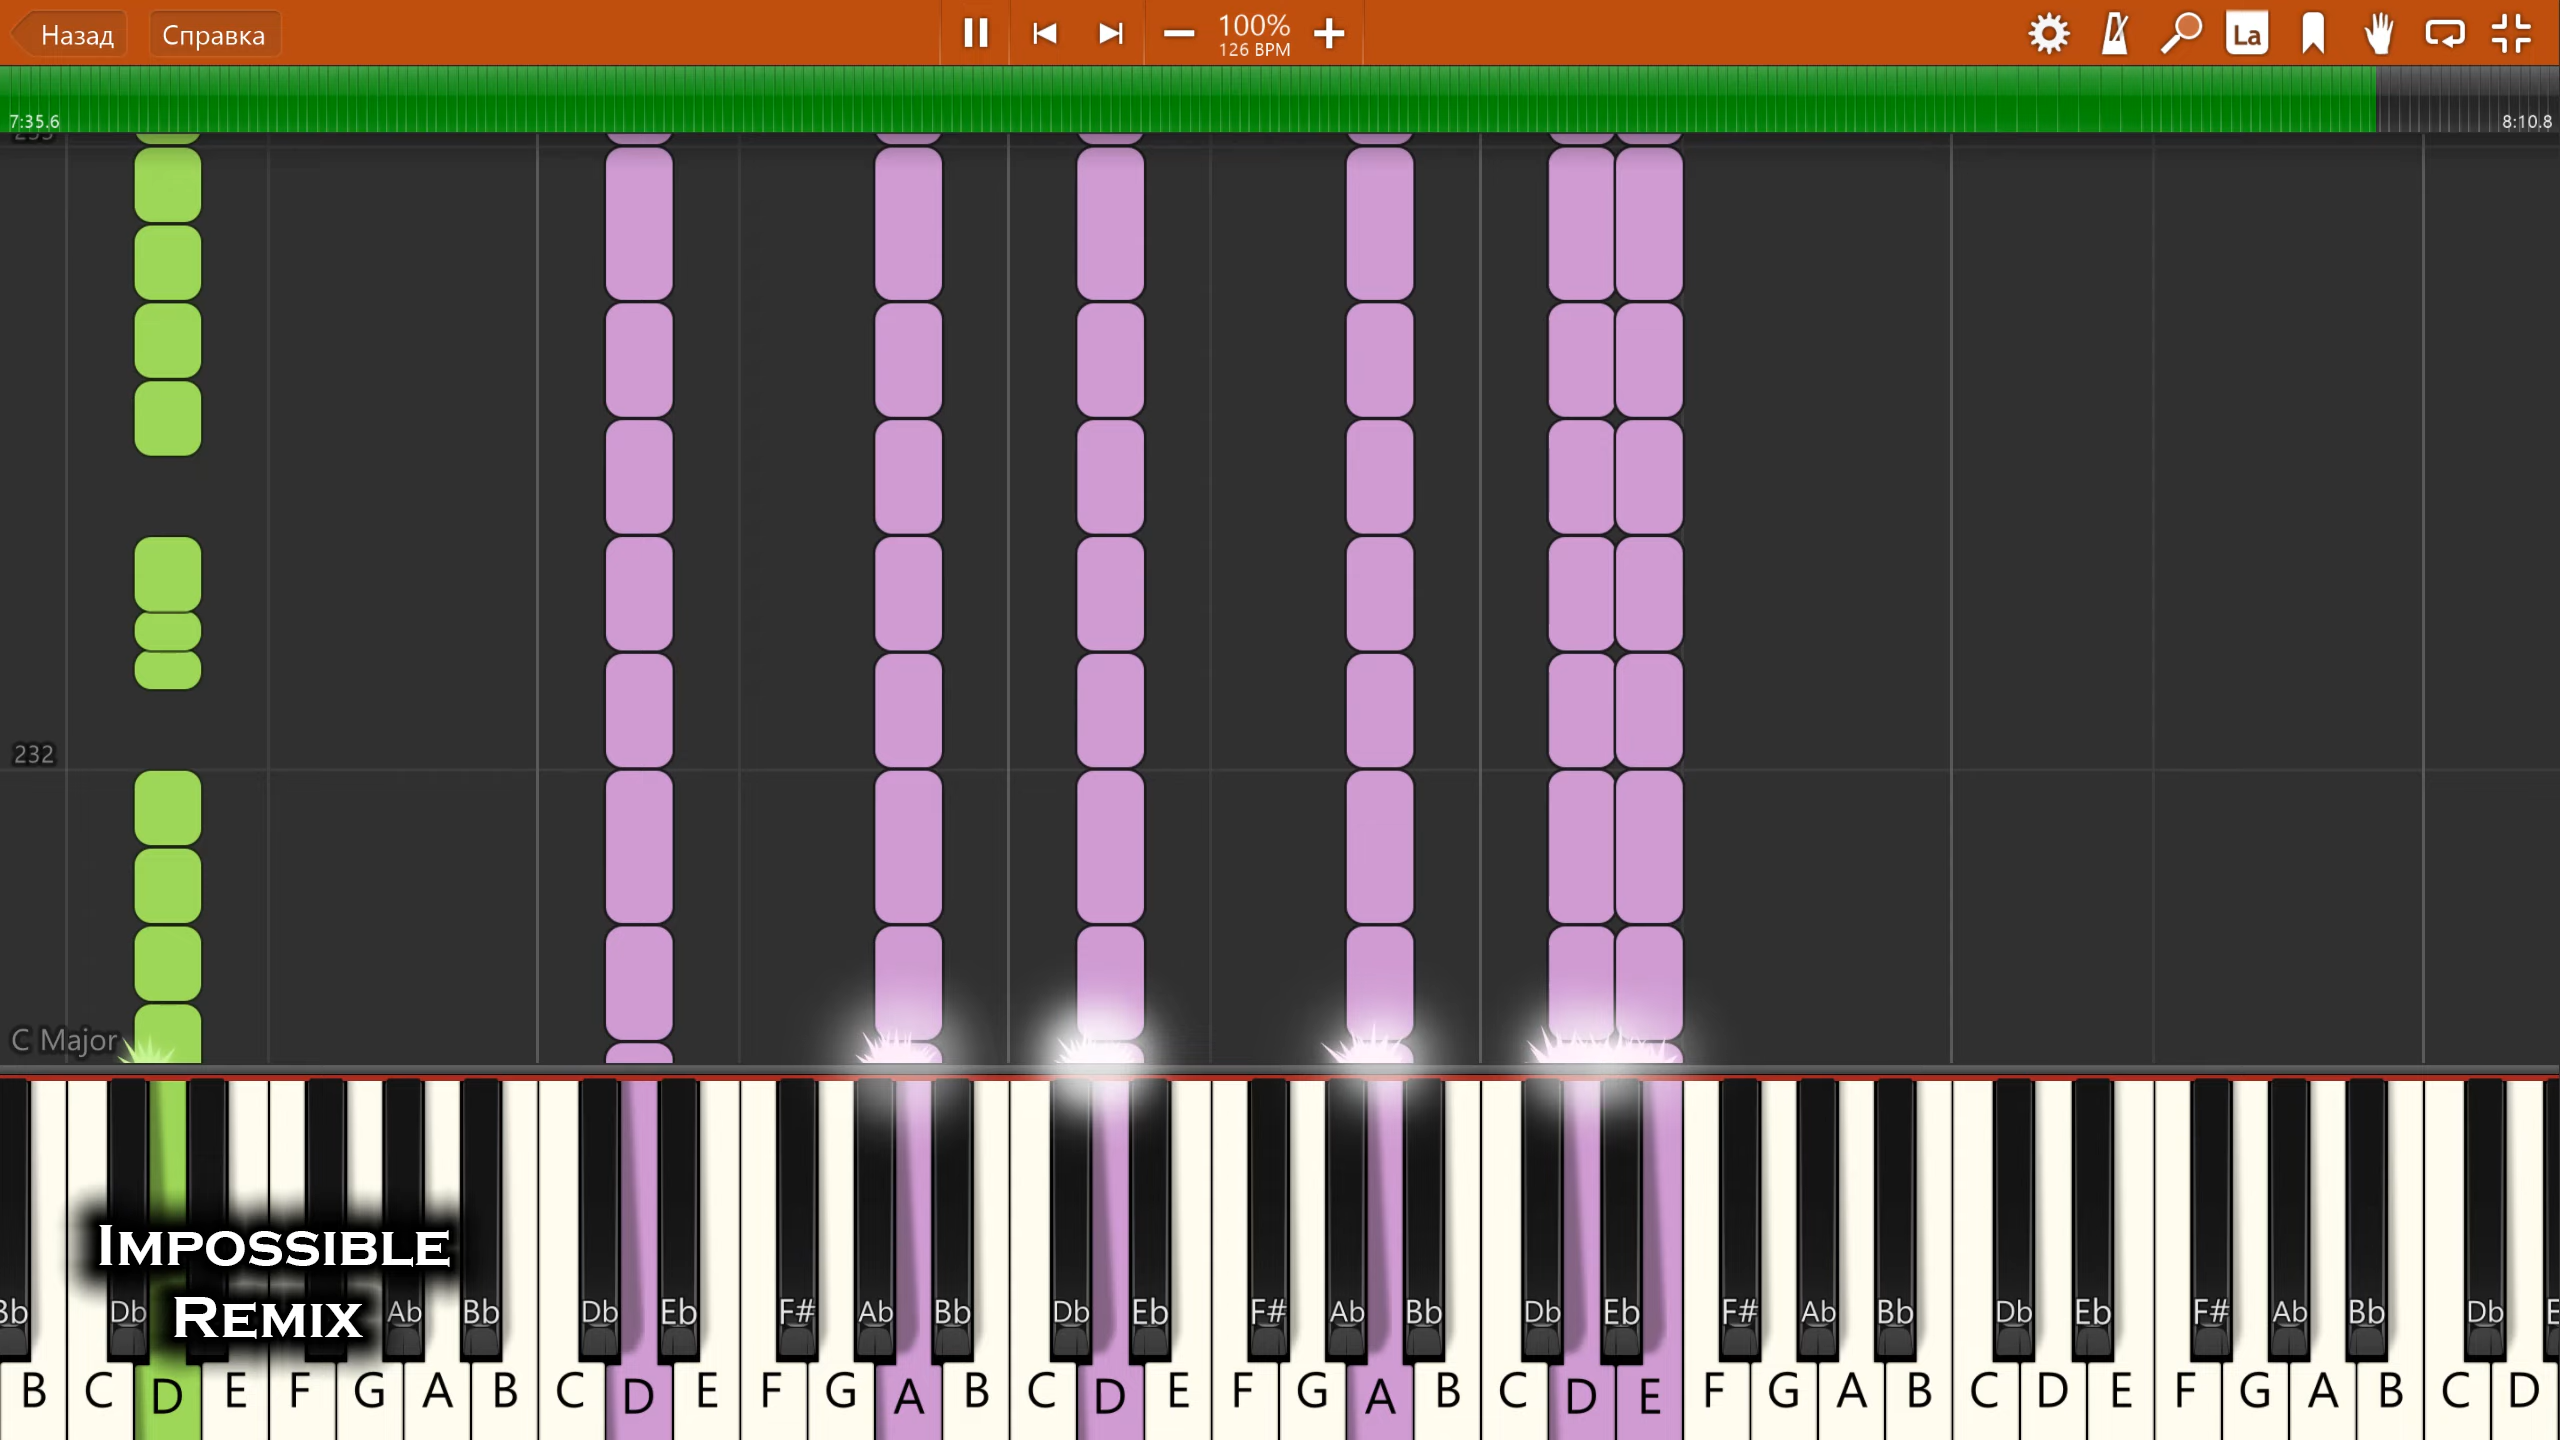 Назад Справка 100% La
126 BPM
7:35.6 8:10.8
233
232
C Major
Impossible
Remix
Bb Db Ab Bb Db Eb F# Ab Bb Db Eb F# Ab Bb Db Eb F# Ab Bb Db Eb F# Ab Bb Db E
B C D E F G A B C D E F G A B C D E F G A B C D E F G A B C D E F G A B C D